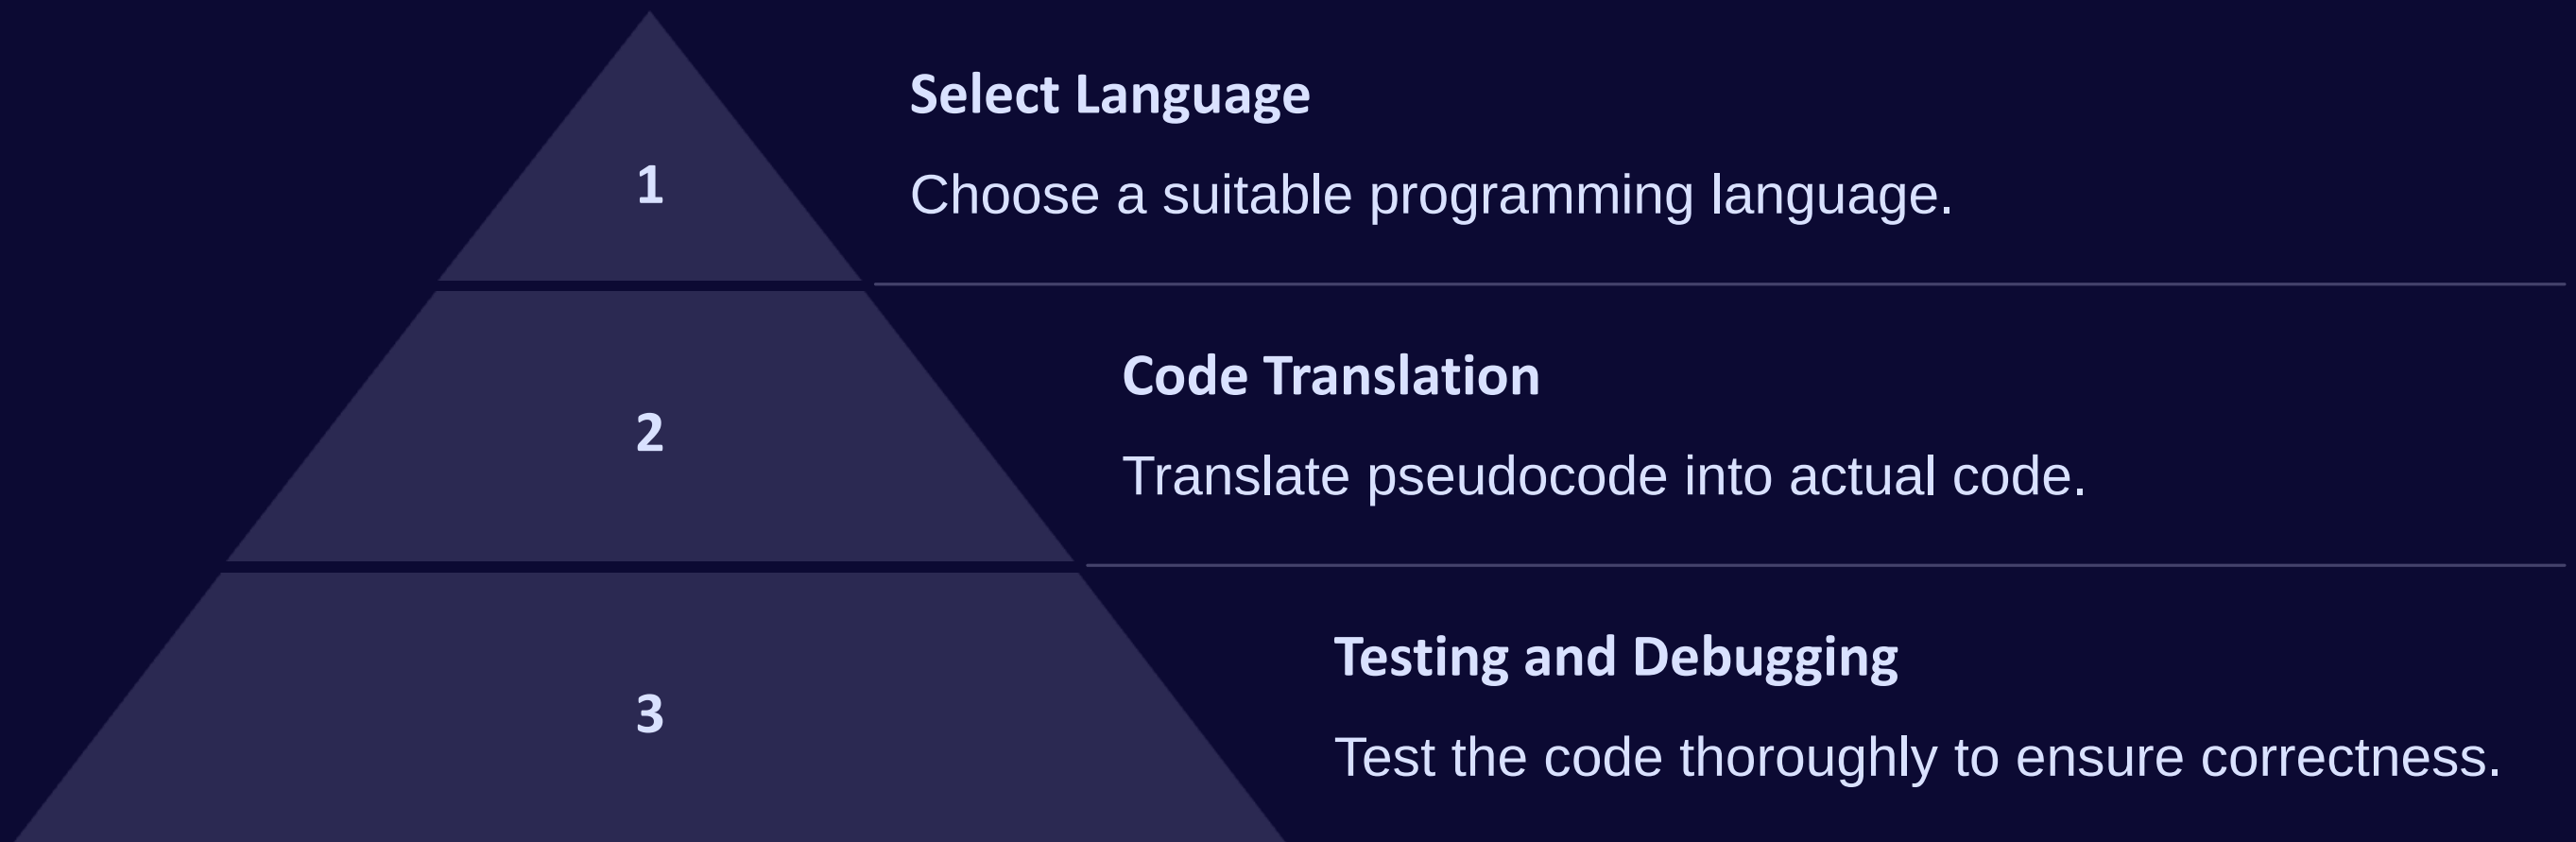 1
Select Language
Choose a suitable programming language.
2
Code Translation
Translate pseudocode into actual code.
3
Testing and Debugging
Test the code thoroughly to ensure correctness.